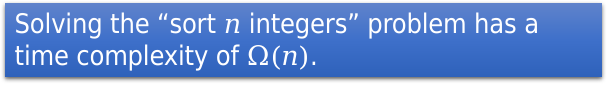 Solving the “sort n integers” problem has a
time complexity of Ω(n).